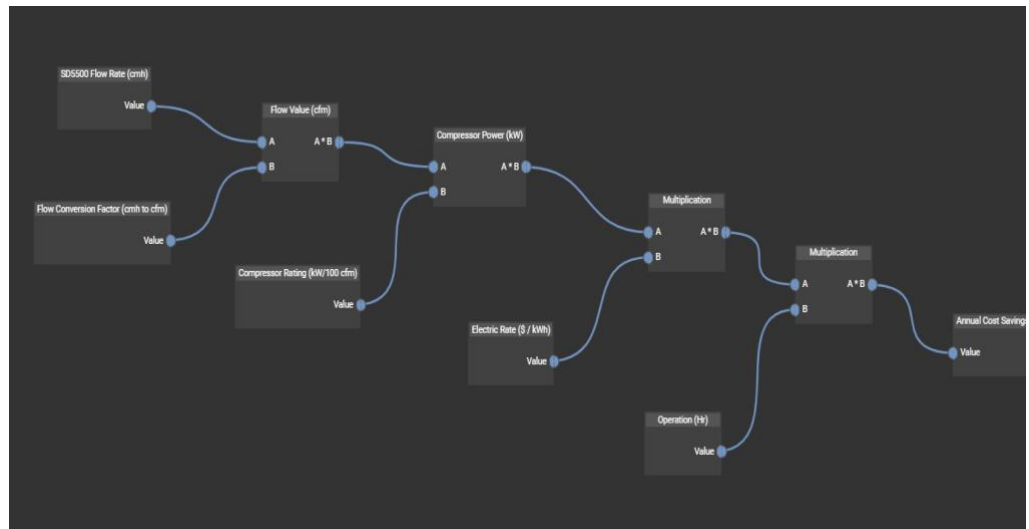 SD5500 Flow Rate (cmh)
Value
Flow Value (cfm)
A A * B
B
Flow Conversion Factor (cmh to cfm)
Value
Compressor Power (kW)
A A * B
B
Compressor Rating (kW/100 cfm)
Value
Multiplication
A A * B
B
Electric Rate ($ / kWh)
Value
Multiplication
A A * B
B
Operation (Hr)
Value
Annual Cost Savings
Value